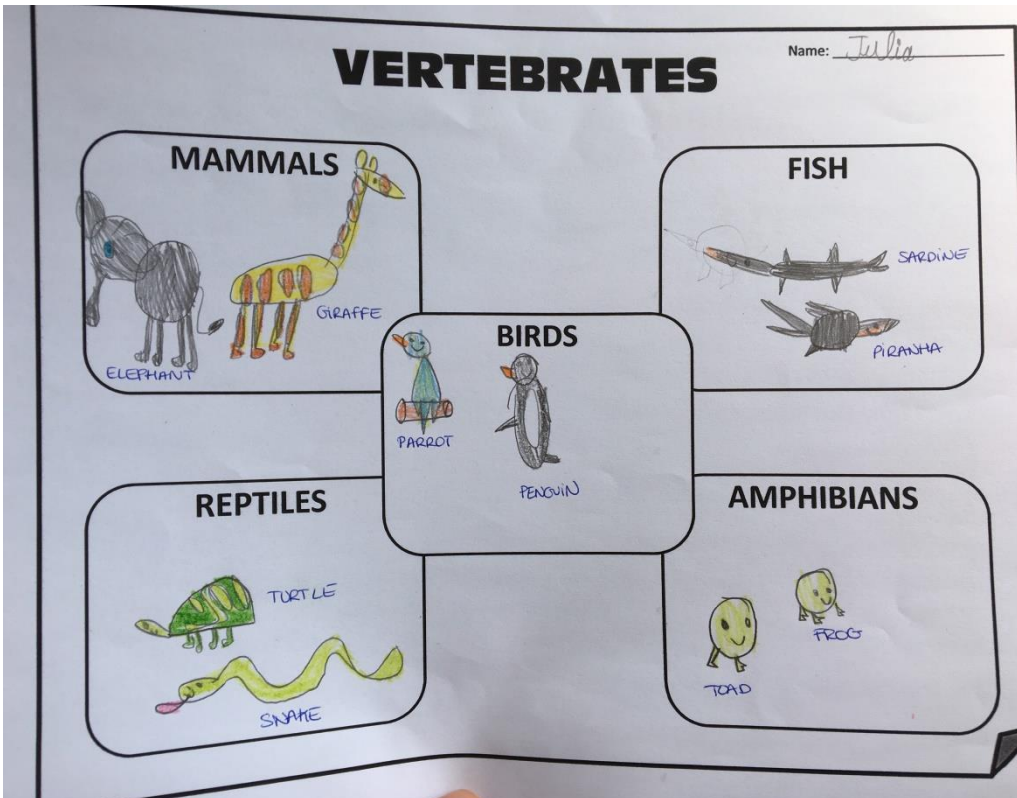 Name: Julia
VERTEBRATES
MAMMALS
GIRAFFE
ELEPHANT
FISH
SARDINE
PIRANHA
BIRDS
PARROT
PENGUIN
REPTILES
TURTLE
SNAKE
AMPHIBIANS
FROG
TOAD